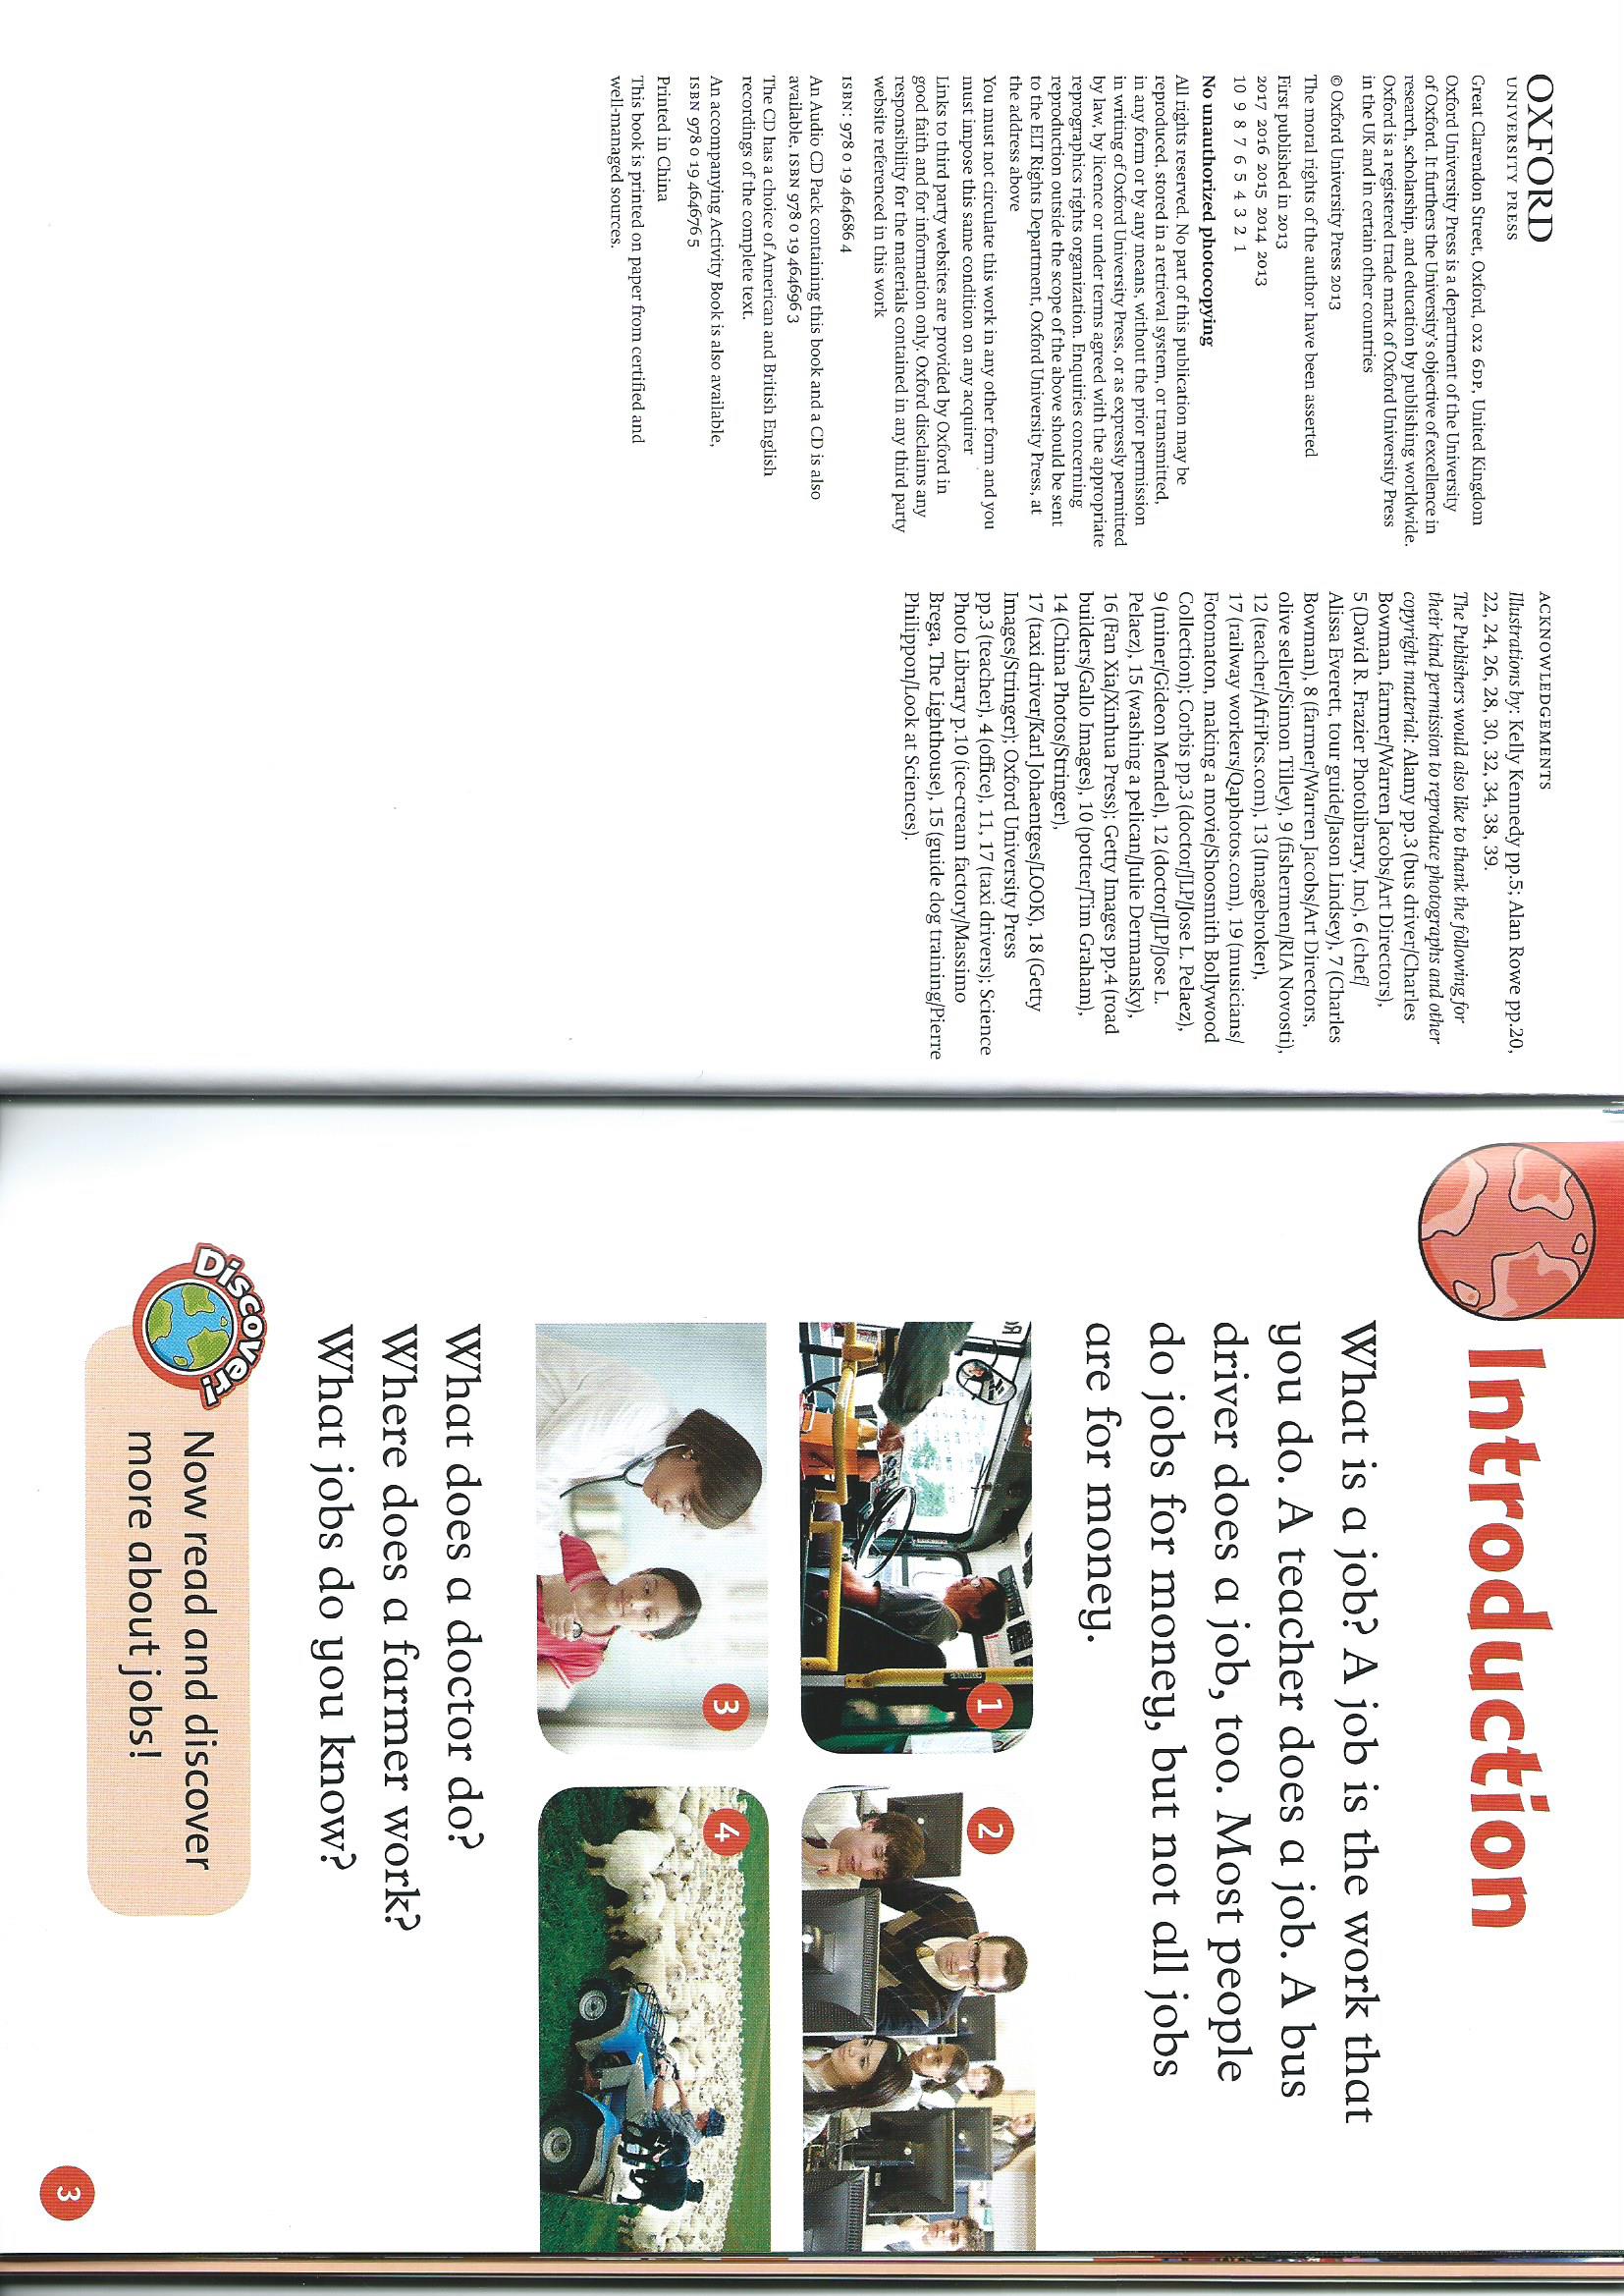 OXFORD
UNIVERSITY PRESS
Great Clarendon Street, Oxford, OX2 6DP, United Kingdom
Oxford University Press is a department of the University
of Oxford. It furthers the University's objective of excellence in
research, scholarship, and education by publishing worldwide.
Oxford is a registered trade mark of Oxford University Press
in the UK and in certain other countries
© Oxford University Press 2013
The moral rights of the author have been asserted
First published in 2013
2017 2016 2015 2014 2013
10 9 8 7 6 5 4 3 2 1
No unauthorized photocopying
All rights reserved. No part of this publication may be
reproduced, stored in a retrieval system, or transmitted,
in any form or by any means, without the prior permission
in writing of Oxford University Press, or as expressly permitted
by law, by licence or under terms agreed with the appropriate
reprographics rights organization. Enquiries concerning
reproduction outside the scope of the above should be sent
to the ELT Rights Department, Oxford University Press, at
the address above
You must not circulate this work in any other form and you
must impose this same condition on any acquirer
Links to third party websites are provided by Oxford in
good faith and for information only. Oxford disclaims any
responsibility for the materials contained in any third party
website referenced in this work
ISBN: 978 0 19 464686 4
An Audio CD Pack containing this book and a CD is also
available, ISBN 978 0 19 464696 3
The CD has a choice of American and British English
recordings of the complete text.
An accompanying Activity Book is also available,
ISBN 978 0 19 464676 5
Printed in China
This book is printed on paper from certified and
well-managed sources.
ACKNOWLEDGEMENTS
Illustrations by: Kelly Kennedy pp.5; Alan Rowe pp.20,
22, 24, 26, 28, 30, 32, 34, 38, 39.
The Publishers would also like to thank the following for
their kind permission to reproduce photographs and other
copyright material: Alamy pp.3 (bus driver/Charles
Bowman, farmer/Warren Jacobs/Art Directors),
5 (David R. Frazier Photolibrary, Inc), 6 (chef/
Alissa Everett, tour guide/Jason Lindsey), 7 (Charles
Bowman), 8 (farmer/Warren Jacobs/Art Directors,
olive seller/Simon Tilley), 9 (fishermen/RIA Novosti),
12 (teacher/AfriPics.com), 13 (Imagebroker),
17 (railway workers/Qaphotos.com), 19 (musicians/
Fotomaton, making a movie/Shoosmith Bollywood
Collection); Corbis pp.3 (doctor/JLP/Jose L. Pelaez),
9 (miner/Gideon Mendel), 12 (doctor/JLP/Jose L.
Pelaez), 15 (washing a pelican/Julie Dermansky),
16 (Fan Xia/Xinhua Press); Getty Images pp.4 (road
builders/Gallo Images), 10 (potter/Tim Graham),
14 (China Photos/Stringer),
17 (taxi driver/Karl Johaentges/LOOK), 18 (Getty
Images/Stringer); Oxford University Press
pp.3 (teacher), 4 (office), 11, 17 (taxi drivers); Science
Photo Library p.10 (ice-cream factory/Massimo
Brega, The Lighthouse), 15 (guide dog training/Pierre
Philippon/Look at Sciences).
Introduction
What is a job? A job is the work that
you do. A teacher does a job. A bus
driver does a job, too. Most people
do jobs for money, but not all jobs
are for money.
1
2
3
4
What does a doctor do?
Where does a farmer work?
What jobs do you know?
Discover!
Now read and discover
more about jobs!
3